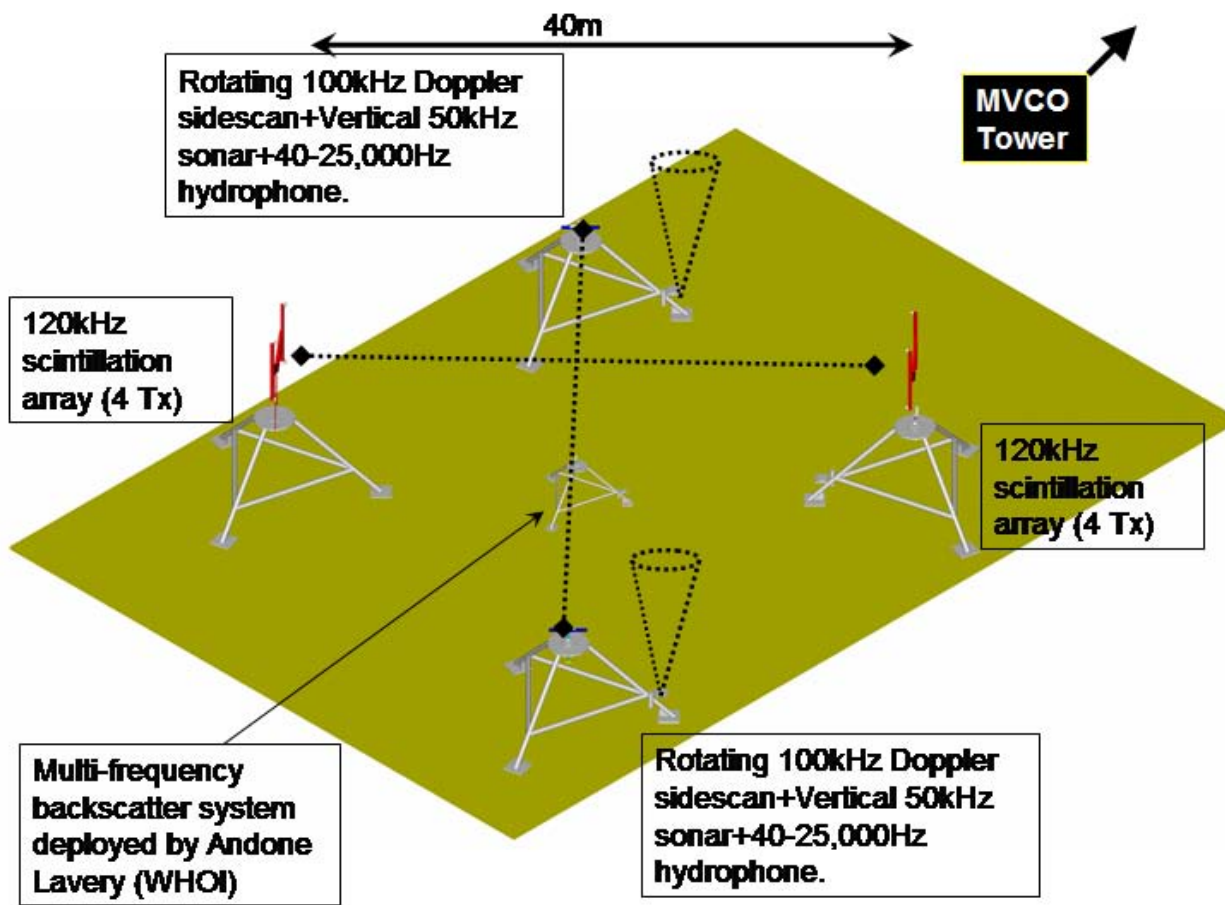 40m
Rotating 100kHz Doppler
sidescan+Vertical 50kHz
sonar+40-25,000Hz
hydrophone.
MVCO
Tower
120kHz
scintillation
array (4 Tx)
120kHz
scintillation
array (4 Tx)
Multi-frequency
backscatter system
deployed by Andone
Lavery (WHOI)
Rotating 100kHz Doppler
sidescan+Vertical 50kHz
sonar+40-25,000Hz
hydrophone.